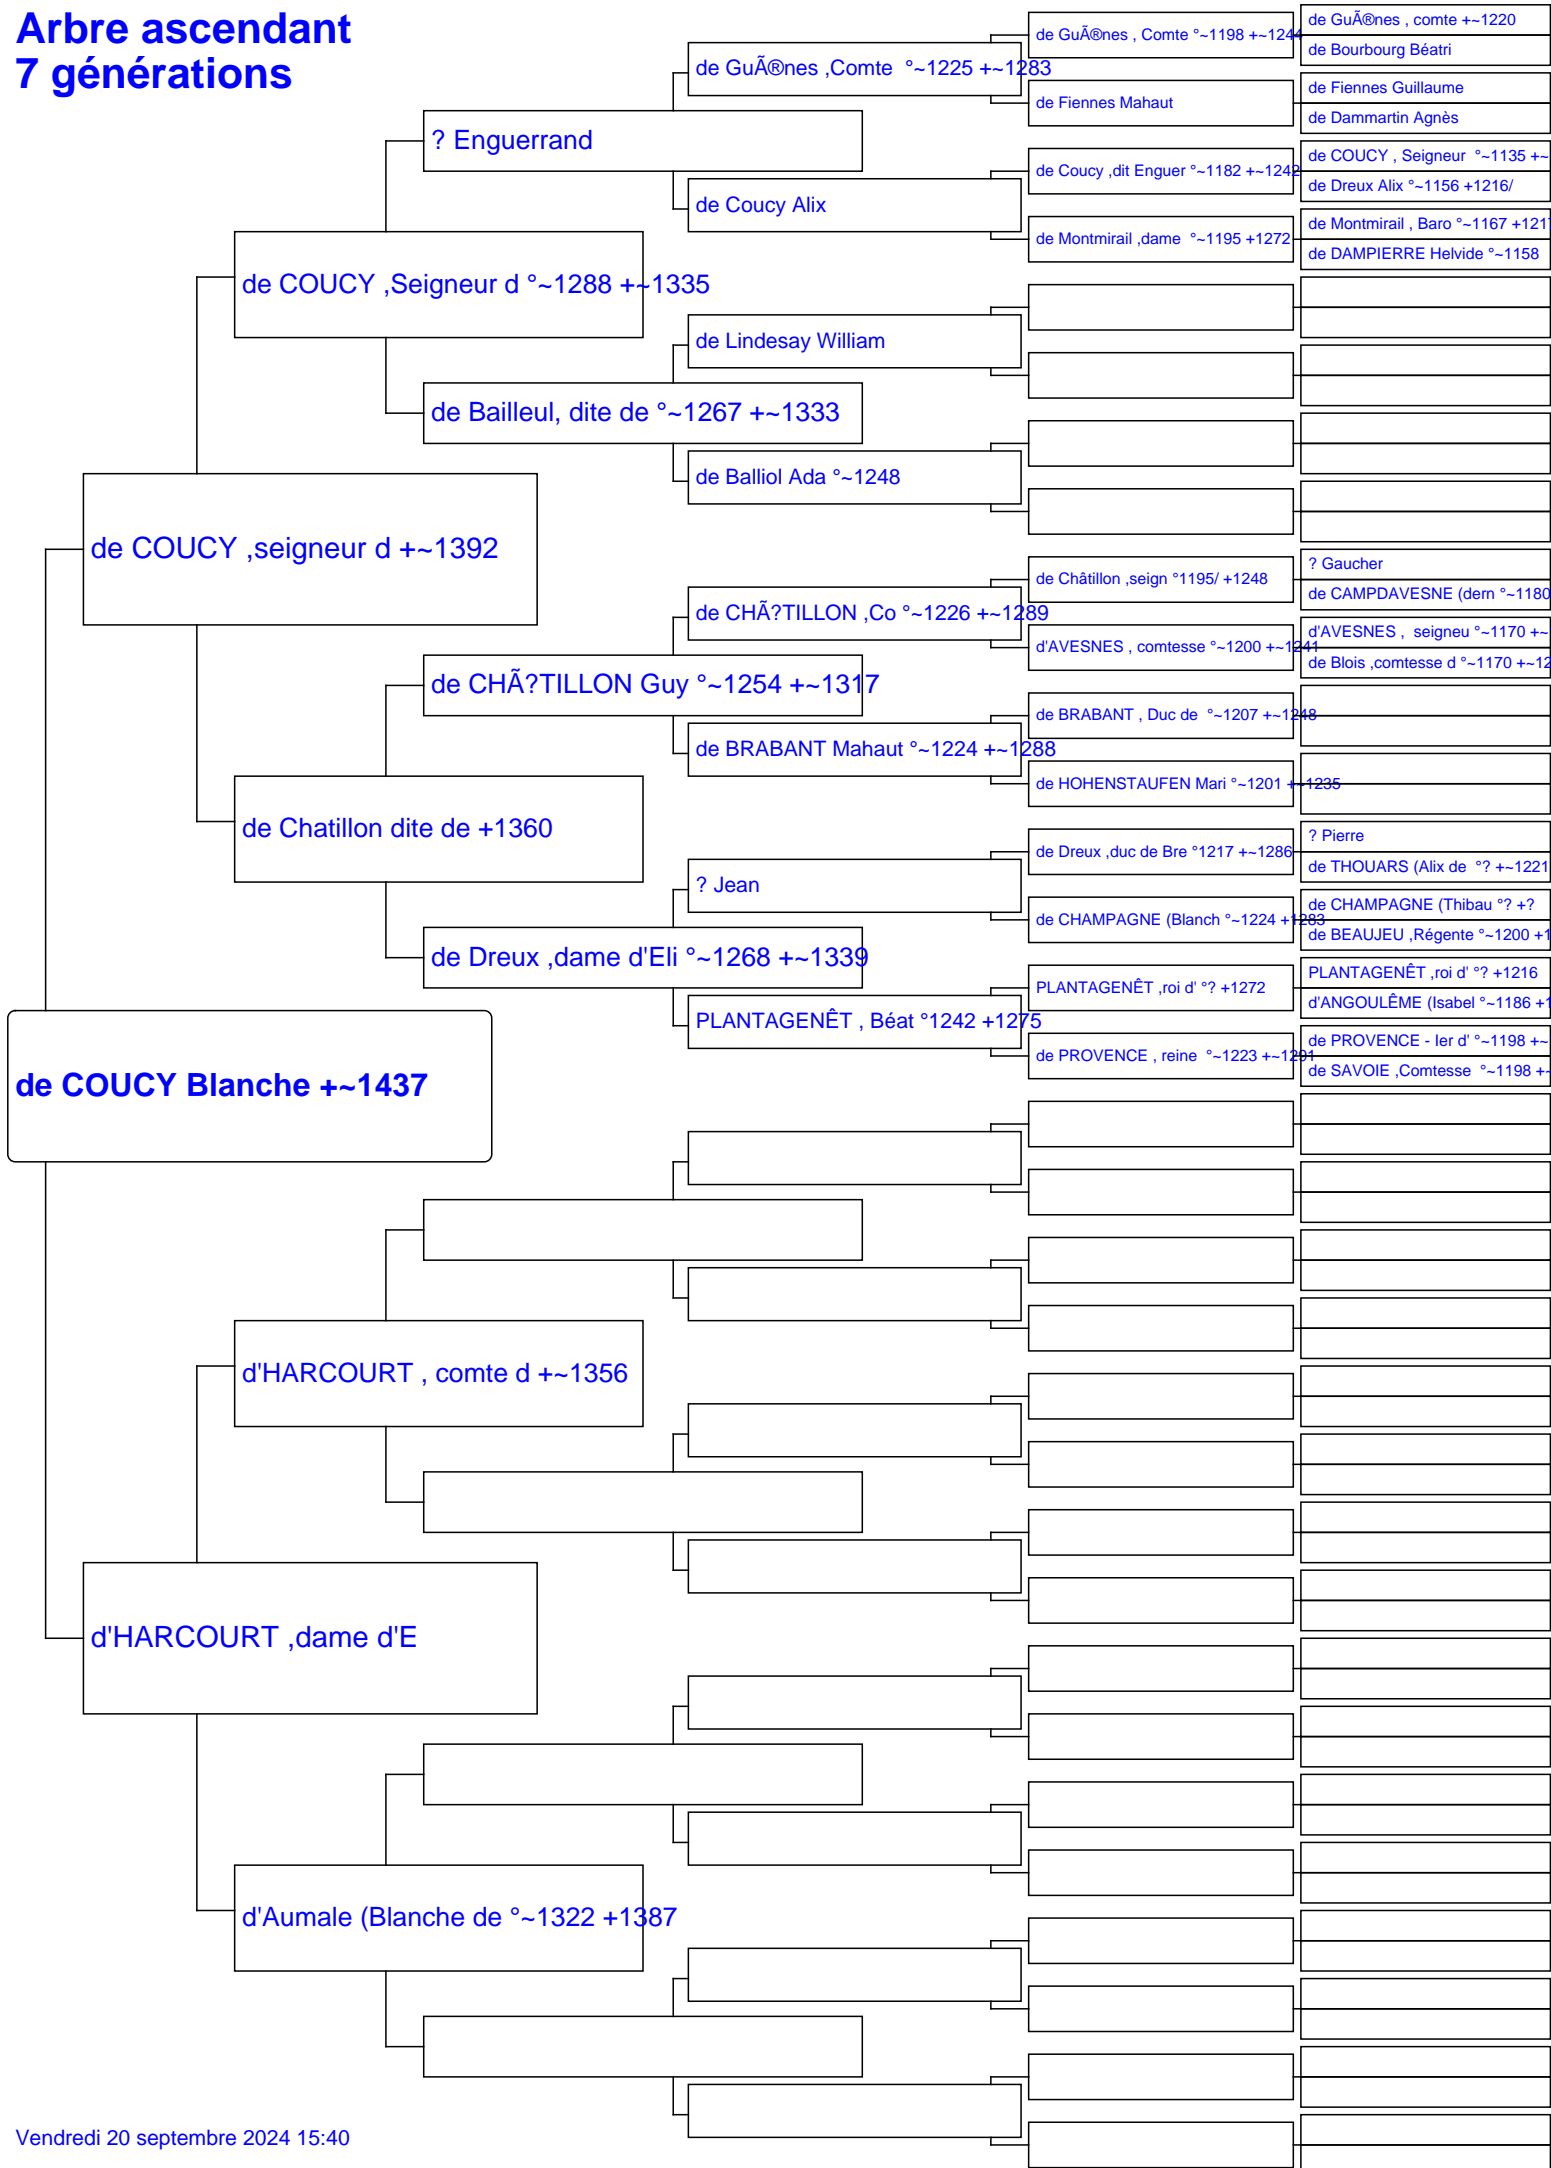 Arbre ascendant
7 générations
de COUCY Blanche +~1437
de COUCY ,seigneur d +~1392
d'HARCOURT ,dame d'E
de COUCY ,Seigneur d °~1288 +~1335
de Chatillon dite de +1360
d'HARCOURT , comte d +~1356
d'Aumale (Blanche de °~1322 +1387
? Enguerrand
de Bailleul, dite de °~1267 +~1333
de CHÃ?TILLON Guy °~1254 +~1317
de Dreux ,dame d'Eli °~1268 +~1339
de GuÃ®nes ,Comte °~1225 +~1283
de Coucy Alix
de Lindesay William
de Balliol Ada °~1248
de CHÃ?TILLON ,Co °~1226 +~1289
de BRABANT Mahaut °~1224 +~1288
? Jean
PLANTAGENÊT , Béat °1242 +1275
de GuÃ®nes , Comte °~1198 +~1244
de Fiennes Mahaut
de Coucy ,dit Enguer °~1182 +~1242
de Montmirail ,dame °~1195 +1272
de Châtillon ,seign °1195/ +1248
d'AVESNES , comtesse °~1200 +~1241
de BRABANT , Duc de °~1207 +~1248
de HOHENSTAUFEN Mari °~1201 +~1235
de Dreux ,duc de Bre °1217 +~1286
de CHAMPAGNE (Blanch °~1224 +1283
PLANTAGENÊT ,roi d' °? +1272
de PROVENCE , reine °~1223 +~1291
de GuÃ®nes , comte +~1220
de Bourbourg Béatri
de Fiennes Guillaume
de Dammartin Agnès
de COUCY , Seigneur °~1135 +~
de Dreux Alix °~1156 +1216/
de Montmirail , Baro °~1167 +121
de DAMPIERRE Helvide °~1158
? Gaucher
de CAMPDAVESNE (dern °~1180
d'AVESNES , seigneu °~1170 +~
de Blois ,comtesse d °~1170 +~12
? Pierre
de THOUARS (Alix de °? +~1221
de CHAMPAGNE (Thibau °? +?
de BEAUJEU ,Régente °~1200 +1
PLANTAGENÊT ,roi d' °? +1216
d'ANGOULÊME (Isabel °~1186 +1
de PROVENCE - Ier d' °~1198 +~
de SAVOIE ,Comtesse °~1198 +~
Vendredi 20 septembre 2024 15:40